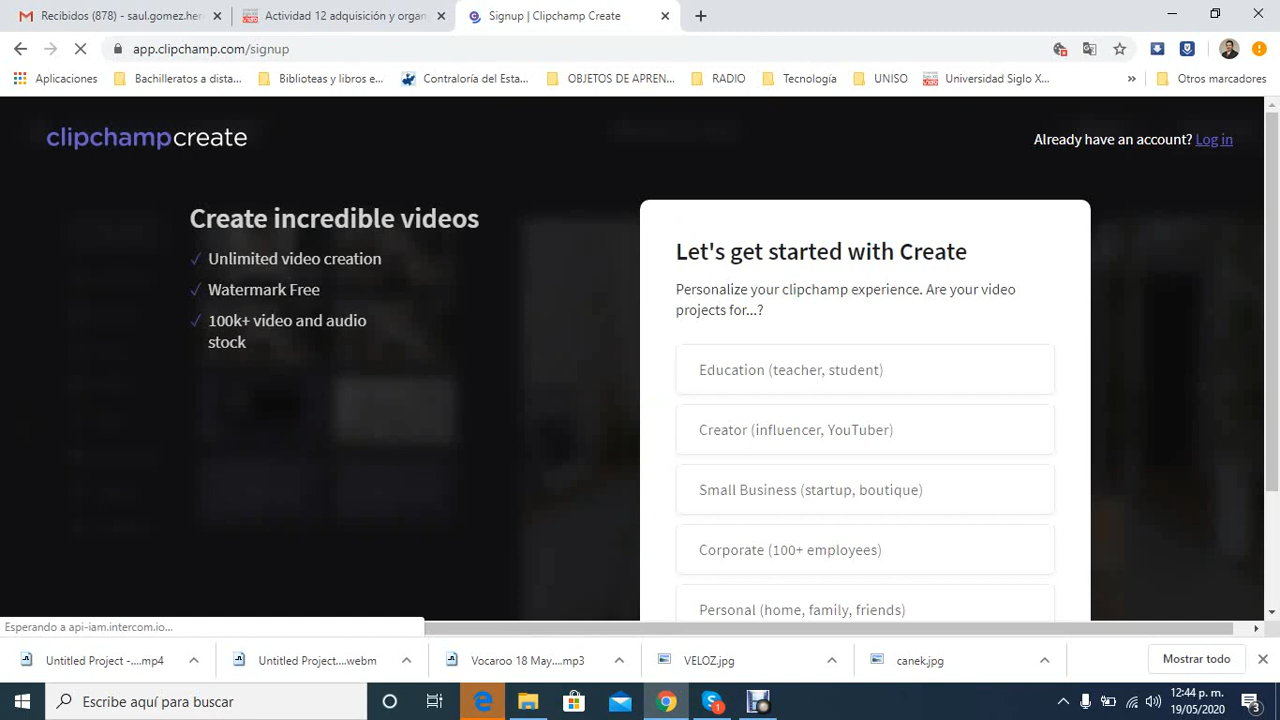 Recibidos (878) - saul.gomez.her
Actividad 12 adquisición y organ
Signup | Clipchamp Create
app.clipchamp.com/signup
Aplicaciones
Bachilleratos a dista...
Bibliotecas y libros e...
Contraloría del Esta...
OBJETOS DE APREN...
RADIO
Tecnología
UNISO
Universidad Siglo X...
»
Otros marcadores
clipchampcreate
Already have an account? Log in
Create incredible videos
✓ Unlimited video creation
✓ Watermark Free
✓ 100k+ video and audio
stock
Let's get started with Create
Personalize your clipchamp experience. Are your video
projects for...?
Education (teacher, student)
Creator (influencer, YouTuber)
Small Business (startup, boutique)
Corporate (100+ employees)
Personal (home, family, friends)
Esperando a api-iam.intercom.io...
Untitled Project -....mp4
Untitled Project....webm
Vocaroo 18 May....mp3
VELOZ.jpg
canek.jpg
Mostrar todo
Escribe aquí para buscar
1
12:44 p. m.
19/05/2020
3